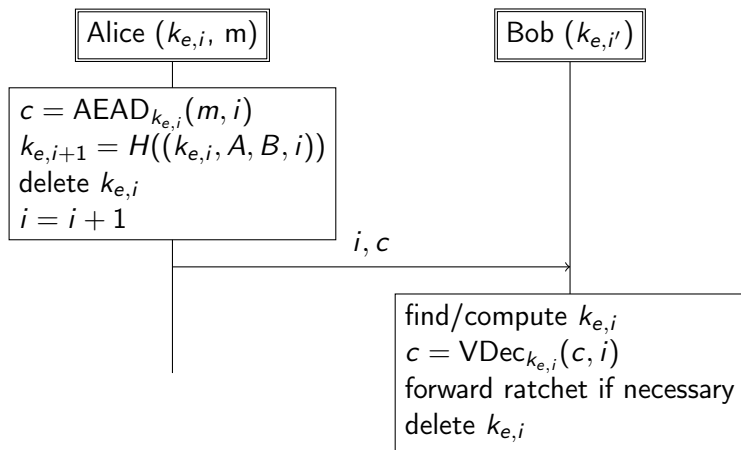 Alice (k_{e,i}, m)
Bob (k_{e,i'})
c = AEAD_{k_{e,i}}(m, i)
k_{e,i+1} = H((k_{e,i}, A, B, i))
delete k_{e,i}
i = i + 1
i, c
find/compute k_{e,i}
c = VDec_{k_{e,i}}(c, i)
forward ratchet if necessary
delete k_{e,i}